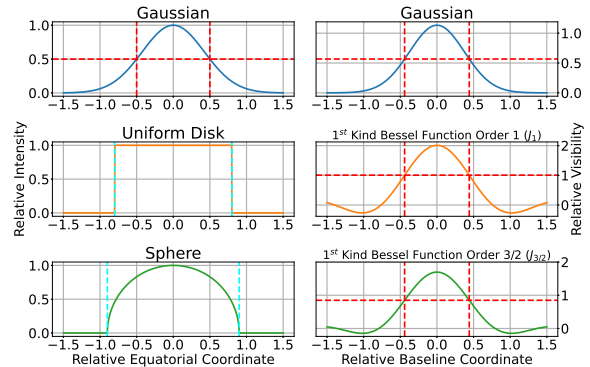 Gaussian
Gaussian
1.0
0.5
0.0
−1.5 −1.0 −0.5 0.0 0.5 1.0 1.5
1.0
0.5
0.0
−1.5 −1.0 −0.5 0.0 0.5 1.0 1.5
Relative Intensity
Uniform Disk
1.0
0.5
0.0
−1.5 −1.0 −0.5 0.0 0.5 1.0 1.5
1st Kind Bessel Function Order 1 (J1)
2
1
0
−1.5 −1.0 −0.5 0.0 0.5 1.0 1.5
Relative Visibility
Sphere
1.0
0.5
0.0
−1.5 −1.0 −0.5 0.0 0.5 1.0 1.5
Relative Equatorial Coordinate
1st Kind Bessel Function Order 3/2 (J3/2)
2
1
0
−1.5 −1.0 −0.5 0.0 0.5 1.0 1.5
Relative Baseline Coordinate